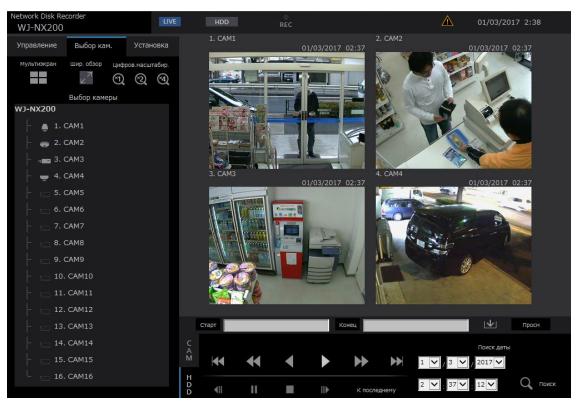 Network Disk Recorder
WJ-NX200
LIVE
HDD
REC
01/03/2017 2:38
Управление
Выбор кам.
Установка
Мультиэкран
Шир. обзор
Цифров.масштабир.
Выбор камеры
WJ-NX200
1. CAM1
2. CAM2
3. CAM3
4. CAM4
5. CAM5
6. CAM6
7. CAM7
8. CAM8
9. CAM9
10. CAM10
11. CAM11
12. CAM12
13. CAM13
14. CAM14
15. CAM15
16. CAM16
1. CAM1
01/03/2017 02:37
2. CAM2
01/03/2017 02:37
3. CAM3
01/03/2017 02:37
4. CAM4
01/03/2017 02:37
Старт
Конец
Просм
CAM
HDD
К последнему
Поиск даты
1 / 3 / 2017
2 : 37 : 12
Поиск